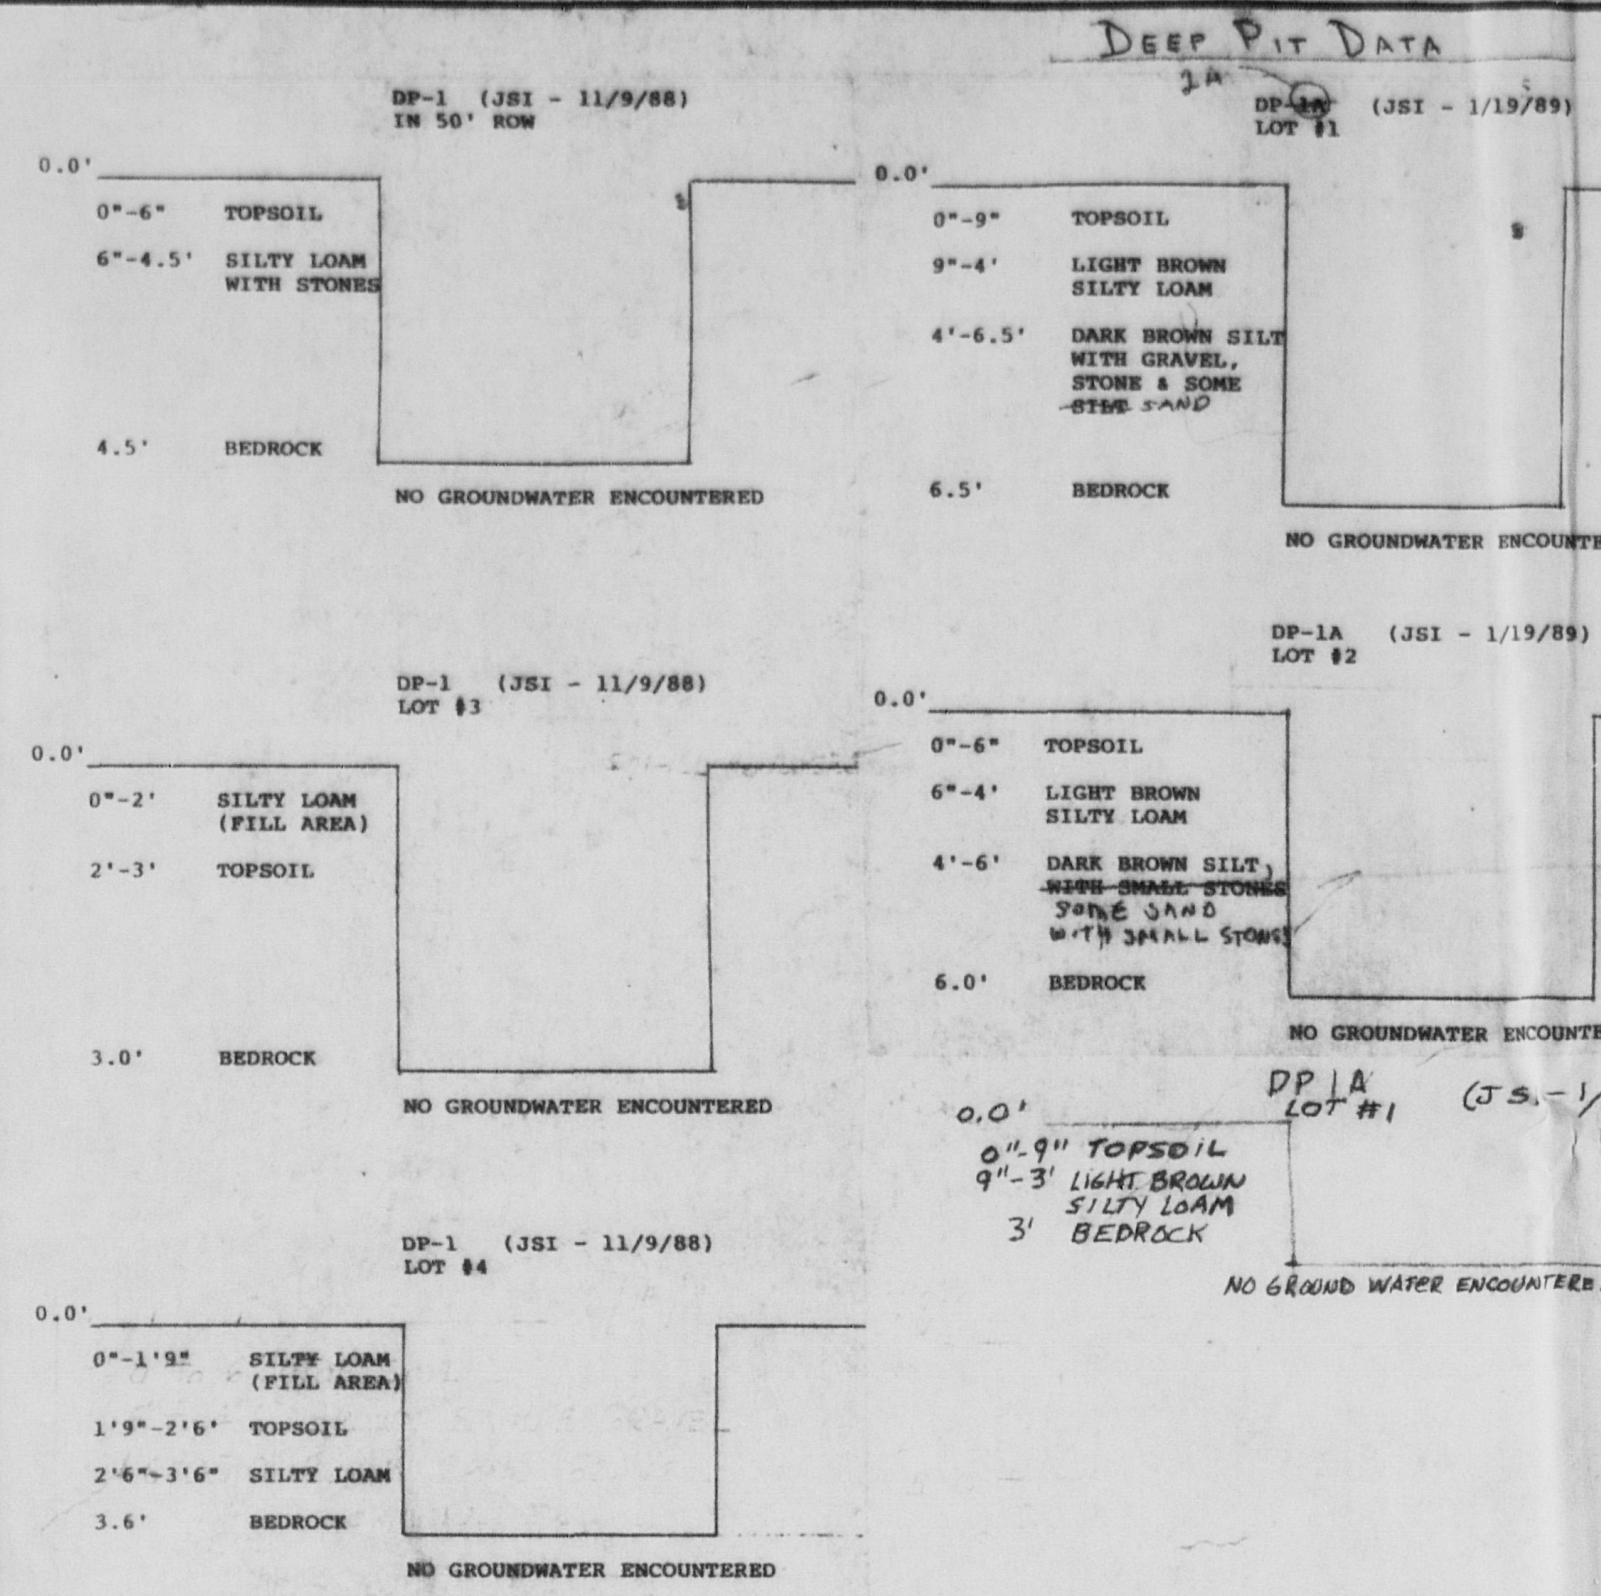 DEEP PIT DATA
DP-1 (JSI - 11/9/88)
IN 50' ROW
0.0'
0"-6" TOPSOIL
6"-4.5' SILTY LOAM
WITH STONES
4.5' BEDROCK
NO GROUNDWATER ENCOUNTERED
DP-1 (JSI - 11/9/88)
LOT #3
0.0'
0"-2' SILTY LOAM
(FILL AREA)
2'-3' TOPSOIL
3.0' BEDROCK
NO GROUNDWATER ENCOUNTERED
DP-1 (JSI - 11/9/88)
LOT #4
0.0'
0"-1'9" SILTY LOAM
(FILL AREA)
1'9"-2'6" TOPSOIL
2'6"-3'6" SILTY LOAM
3.6' BEDROCK
NO GROUNDWATER ENCOUNTERED
2A
DP-1A (JSI - 1/19/89)
LOT #1
0.0'
0"-9" TOPSOIL
9"-4' LIGHT BROWN
SILTY LOAM
4'-6.5' DARK BROWN SILT
WITH GRAVEL,
STONE & SOME
SILT SAND
6.5' BEDROCK
NO GROUNDWATER ENCOUNTE
DP-1A (JSI - 1/19/89)
LOT #2
0.0'
0"-6" TOPSOIL
6"-4' LIGHT BROWN
SILTY LOAM
4'-6' DARK BROWN SILT,
WITH SMALL STONES
SOME SAND
WITH SMALL STONES
6.0' BEDROCK
NO GROUNDWATER ENCOUNTE
DP 1A (JS.-1/
LOT #1
0.0'
0"-9" TOPSOIL
9"-3' LIGHT BROWN
SILTY LOAM
3' BEDROCK
NO GROUND WATER ENCOUNTERE